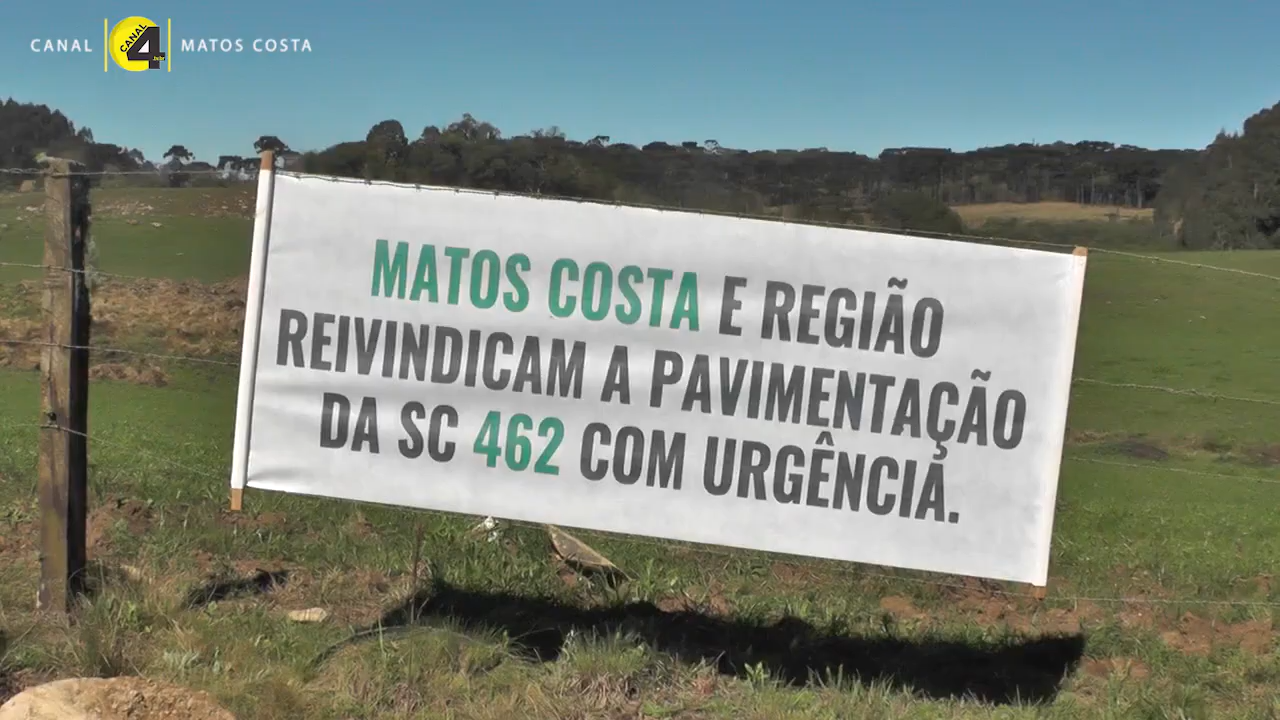 CANAL CANAL 4 MATOS COSTA
MATOS COSTA E REGIÃO
REIVINDICAM A PAVIMENTAÇÃO
DA SC 462 COM URGÊNCIA.